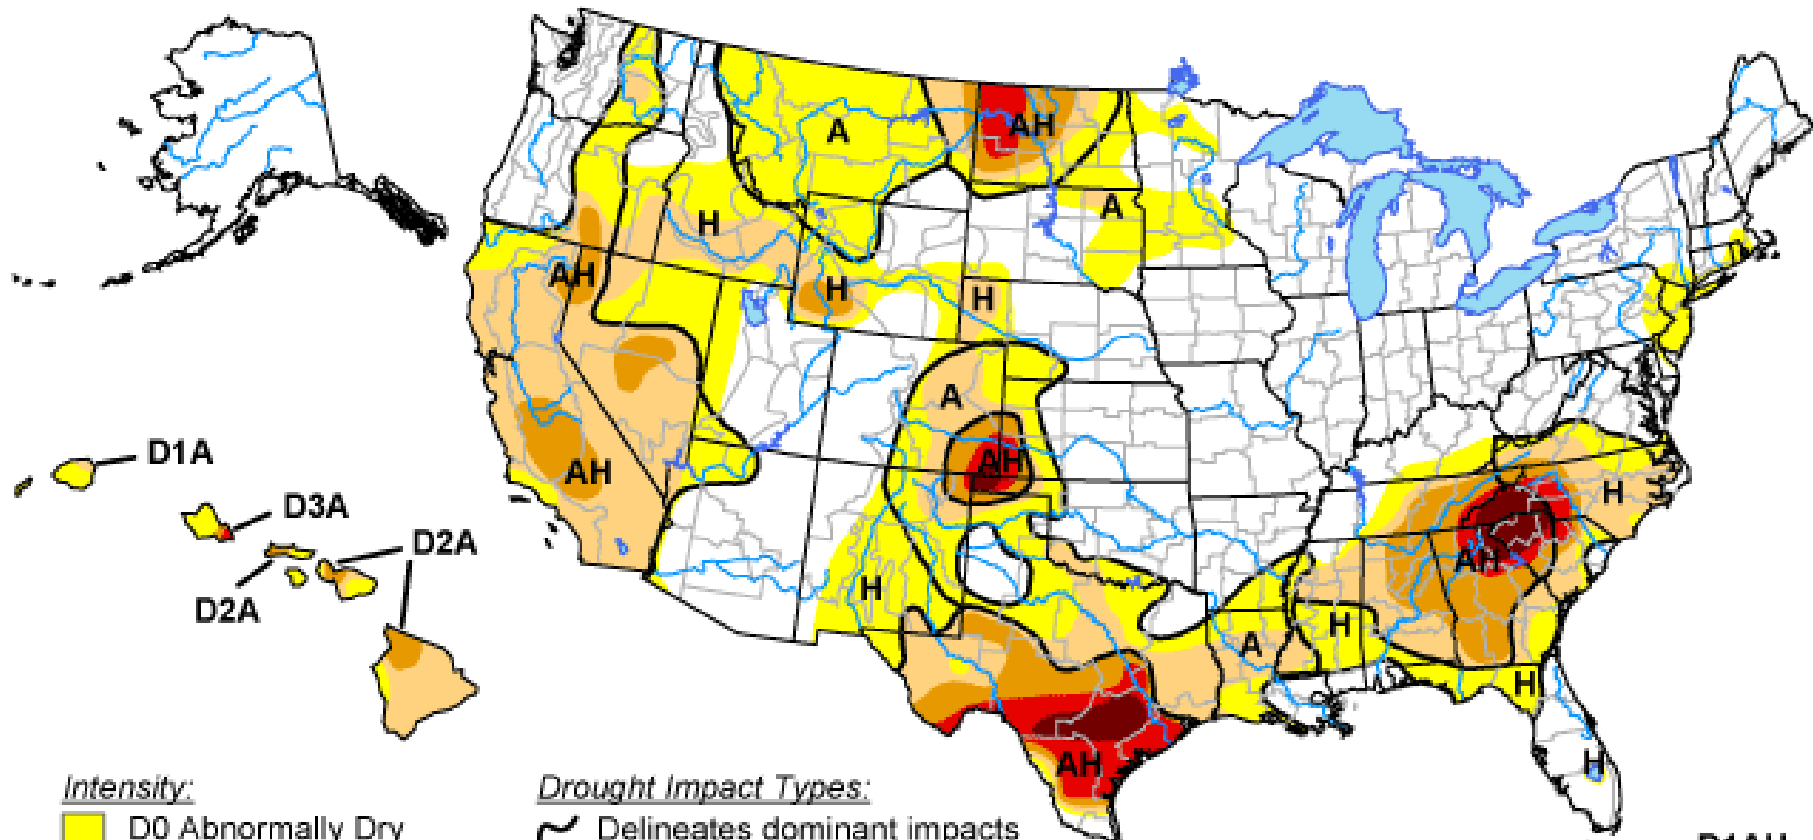 A
AH
A
H
AH
H
H
A
AH
AH
D1A
D3A
D2A
D2A
H
H
AH
H
A
H
H
AH
Intensity:
D0 Abnormally Dry
Drought Impact Types:
Delineates dominant impacts